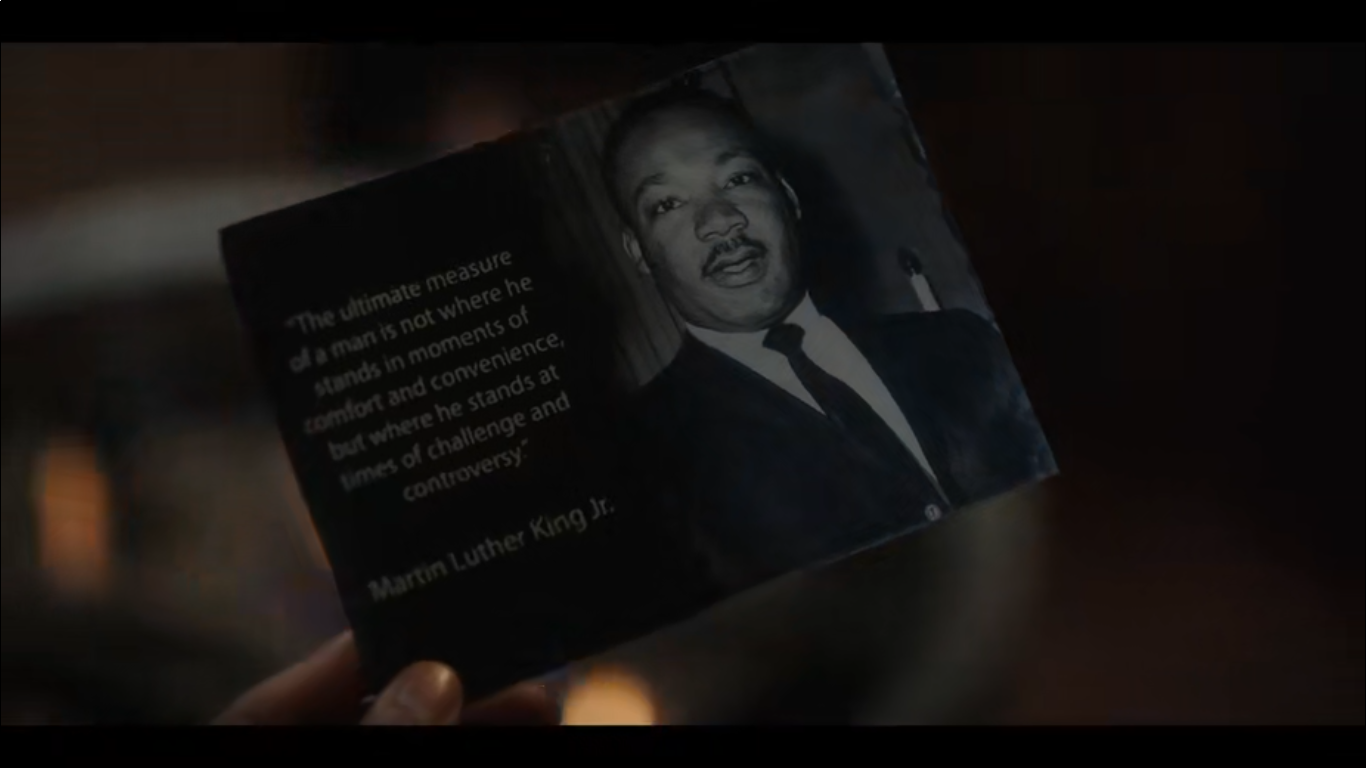 "The ultimate measure
of a man is not where he
stands in moments of
comfort and convenience,
but where he stands at
times of challenge and
controversy."
Martin Luther King Jr.